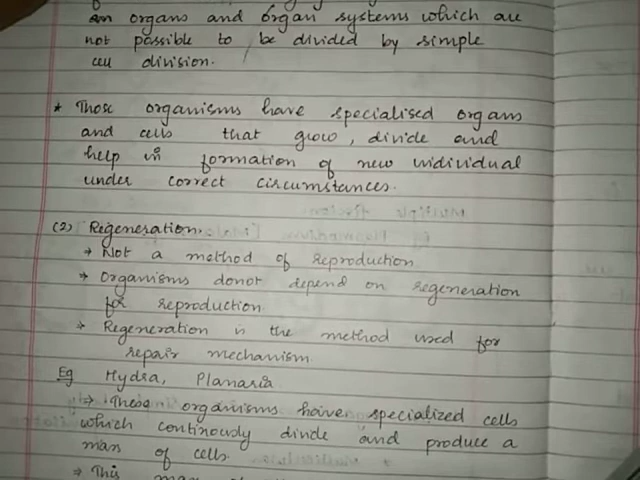 an organs and organ systems which are
not possible to be divided by simple
cell division.
* Those organisms have specialised organs
and cells that grow, divide and
help in formation of new individual
under correct circumstances.
(2) Regeneration.
→ Not a method of reproduction
→ Organisms donot depend on regeneration
for reproduction
→ Regeneration is the method used for
repair mechanism
Eg Hydra, Planaria
→ These organisms have specialized cells
which continously divide and produce a
mass of cells
→ This